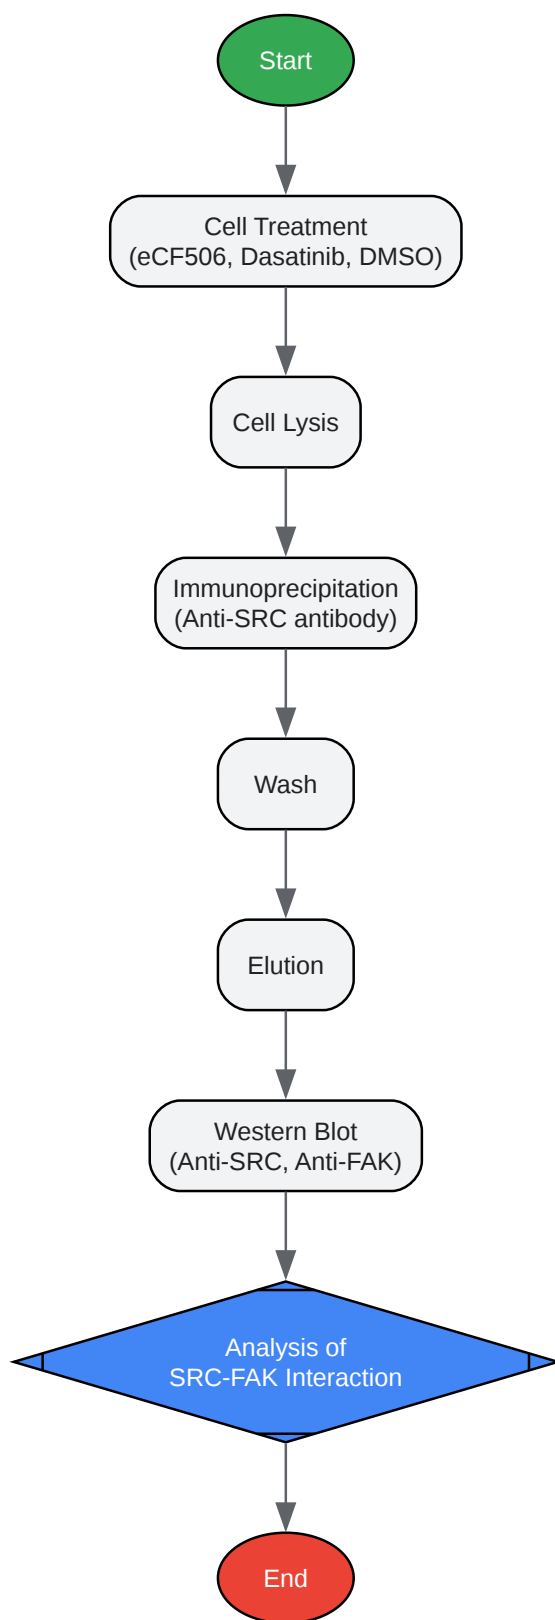 Start
Cell Treatment
(eCF506, Dasatinib, DMSO)
Cell Lysis
Immunoprecipitation
(Anti-SRC antibody)
Wash
Elution
Western Blot
(Anti-SRC, Anti-FAK)
Analysis of
SRC-FAK Interaction
End